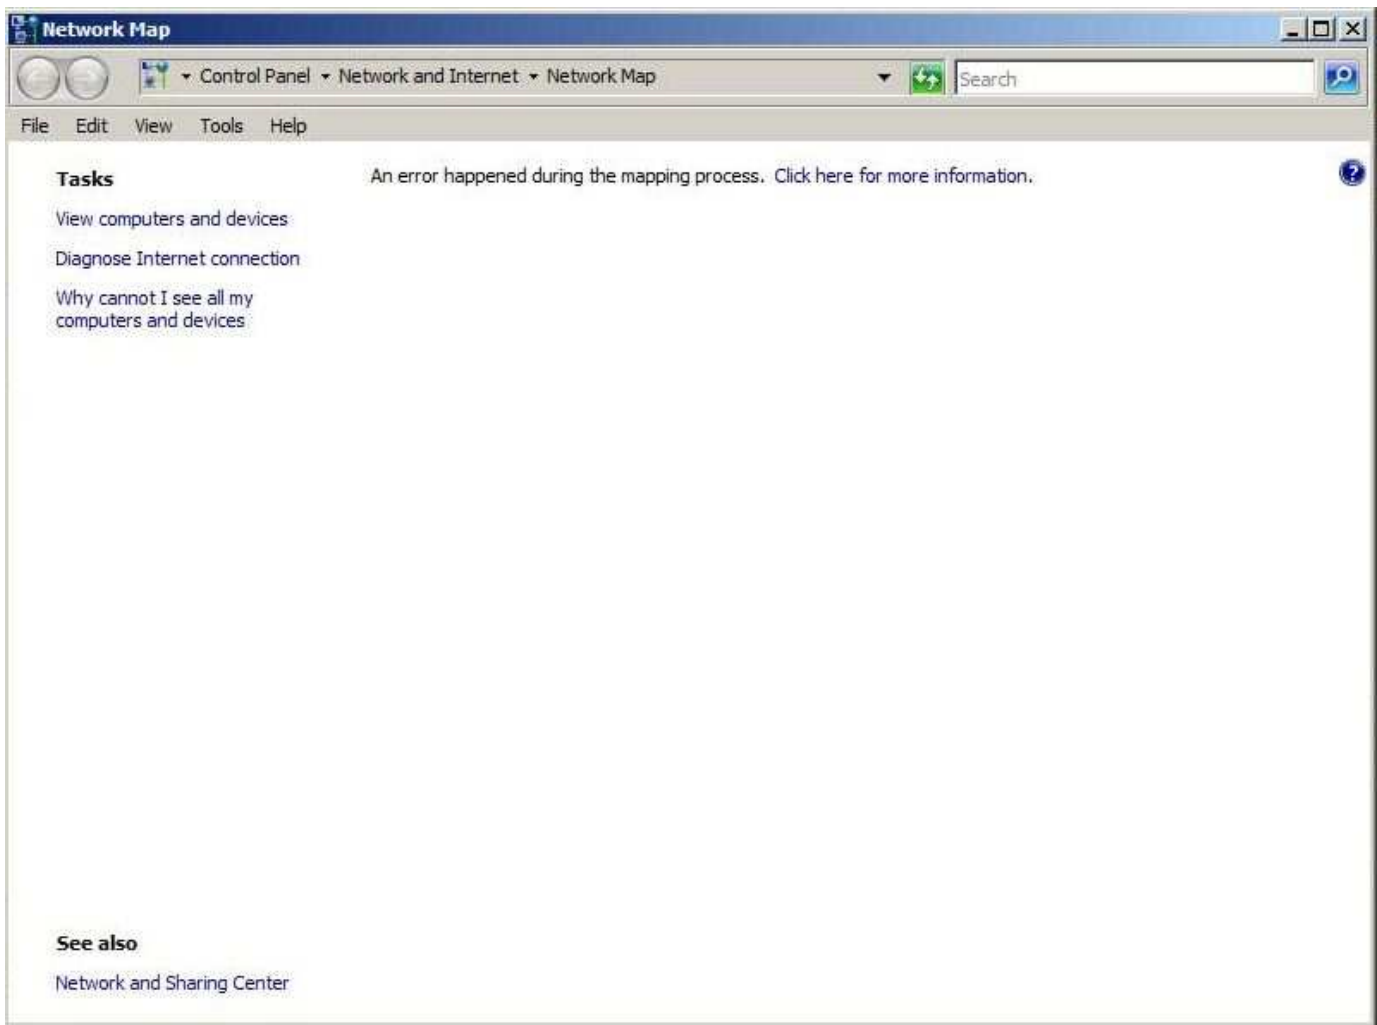 Network Map
Control Panel Network and Internet Network Map
Search
File Edit View Tools Help
Tasks
An error happened during the mapping process. Click here for more information.
View computers and devices
Diagnose Internet connection
Why cannot I see all my
computers and devices
See also
Network and Sharing Center